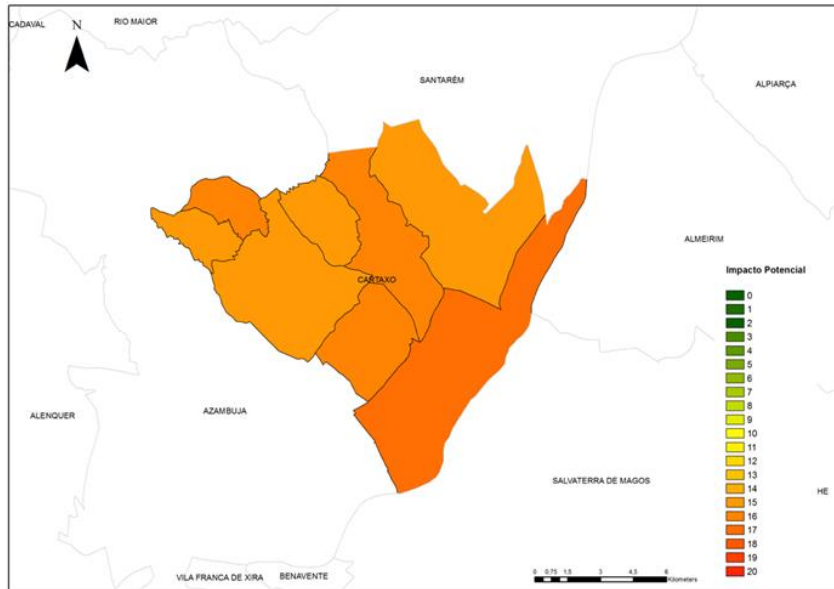 CADAVAL
RIO MAIOR
N
SANTARÉM
ALPIARÇA
ALMEIRIM
CARTAXO
ALENQUER
AZAMBUJA
SALVATERRA DE MAGOS
VILA FRANCA DE XIRA
BENAVENTE
HE
Impacto Potencial
0
1
2
3
4
5
6
7
8
9
10
11
12
13
14
15
16
17
18
19
20
0 0,75 1,5 3 4,5 6
Kilometers